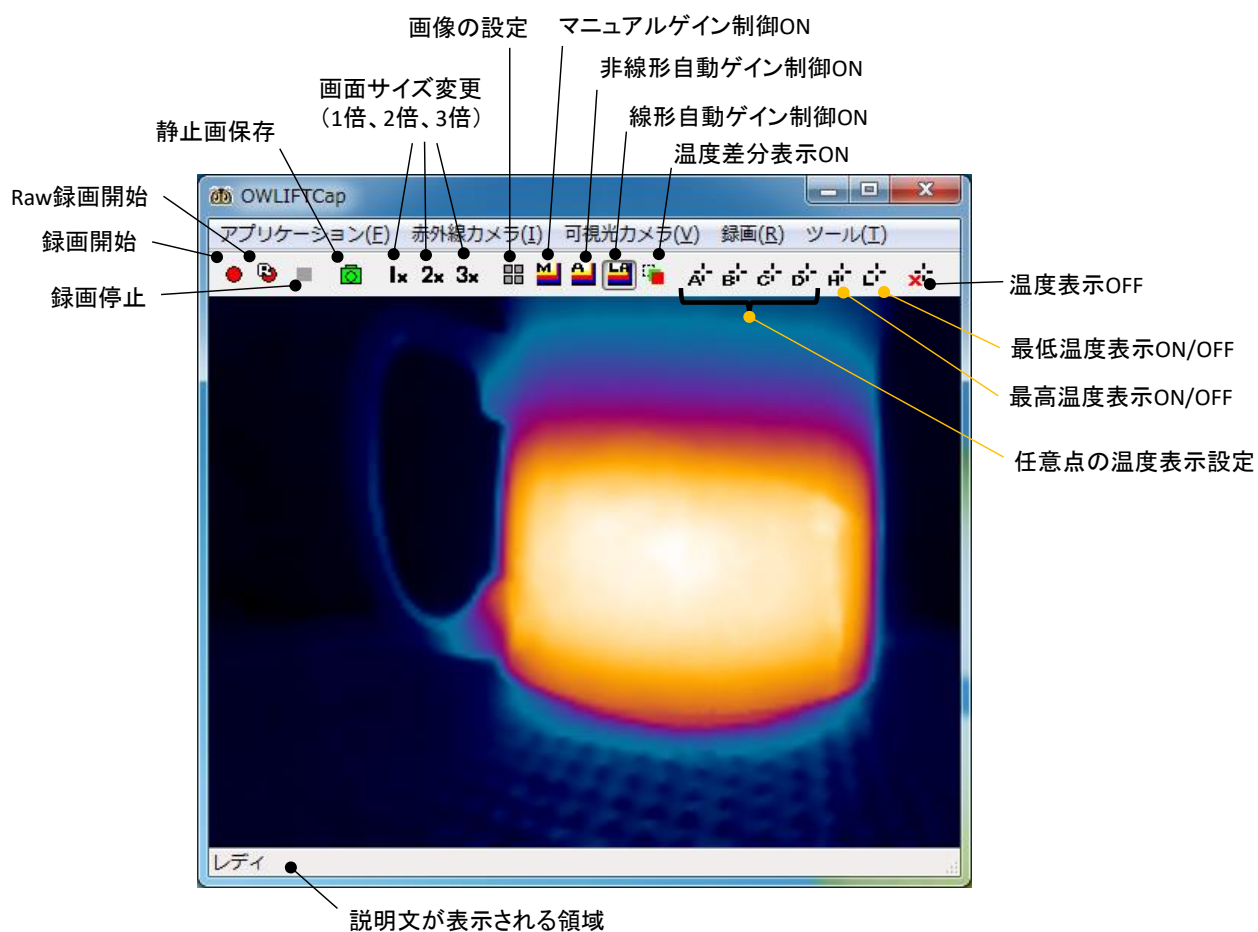 画像の設定
マニュアルゲイン制御ON
非線形自動ゲイン制御ON
画面サイズ変更
（1倍、2倍、3倍）
線形自動ゲイン制御ON
静止画保存
温度差分表示ON
Raw録画開始
録画開始
録画停止
OWLIFTCap
アプリケーション(F) 赤外線カメラ(I) 可視光カメラ(V) 録画(R) ツール(T)
R 1x 2x 3x M A LA A B C D H L
温度表示OFF
最低温度表示ON/OFF
最高温度表示ON/OFF
任意点の温度表示設定
レディ
説明文が表示される領域